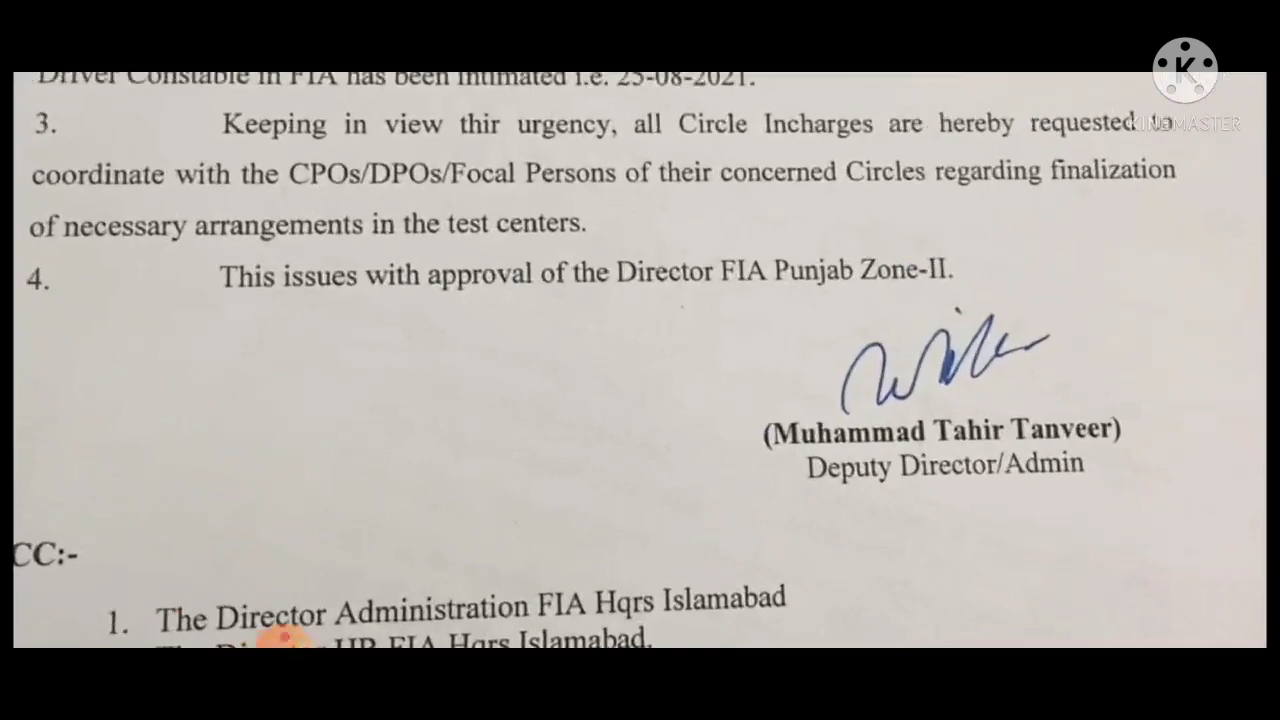 Driver Constable in FIA has been intimated i.e. 25-08-2021.
3. Keeping in view thir urgency, all Circle Incharges are hereby requested to
coordinate with the CPOs/DPOs/Focal Persons of their concerned Circles regarding finalization
of necessary arrangements in the test centers.
4. This issues with approval of the Director FIA Punjab Zone-II.
(Muhammad Tahir Tanveer)
Deputy Director/Admin
CC:-
1. The Director Administration FIA Hqrs Islamabad
The HR FIA Hqrs Islamabad.
K
KINEMASTER